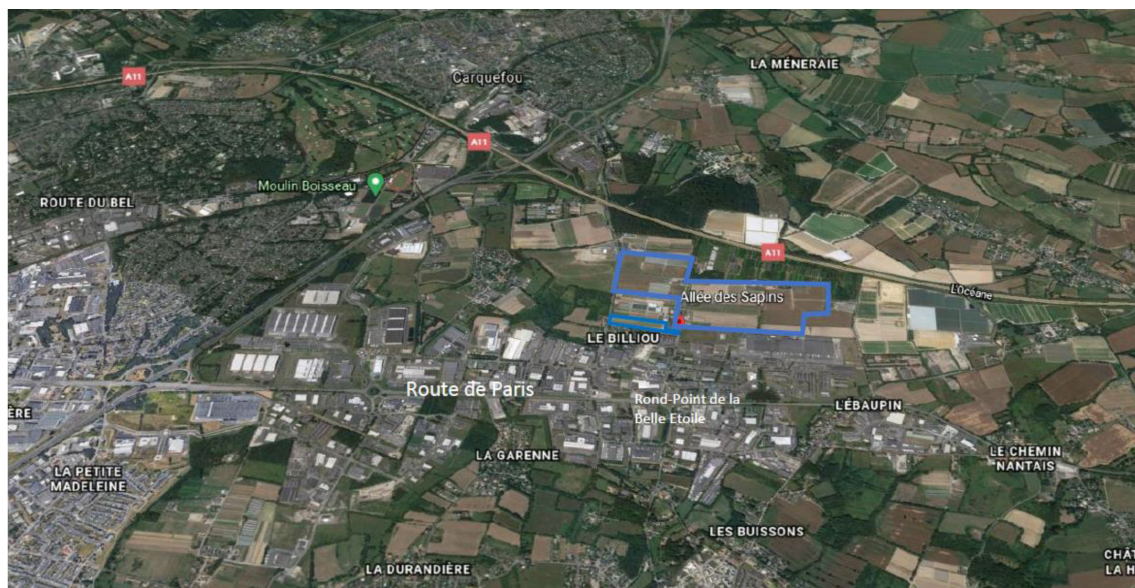 LA MÉNERAIE
A11
Carquefou
A11
Moulin Boisseau
ROUTE DU BEL
A11
L'Océane
Allée des Sapins
LE BILLIOU
Route de Paris
Rond-Point de la
Belle Etoile
L'ÉBAUPIN
ÈRE
LA GARENNE
LE CHEMIN
NANTAIS
LA PETITE
MADELEINE
LES BUISSONS
CHÂT
LA H
LA DURANDIÈRE